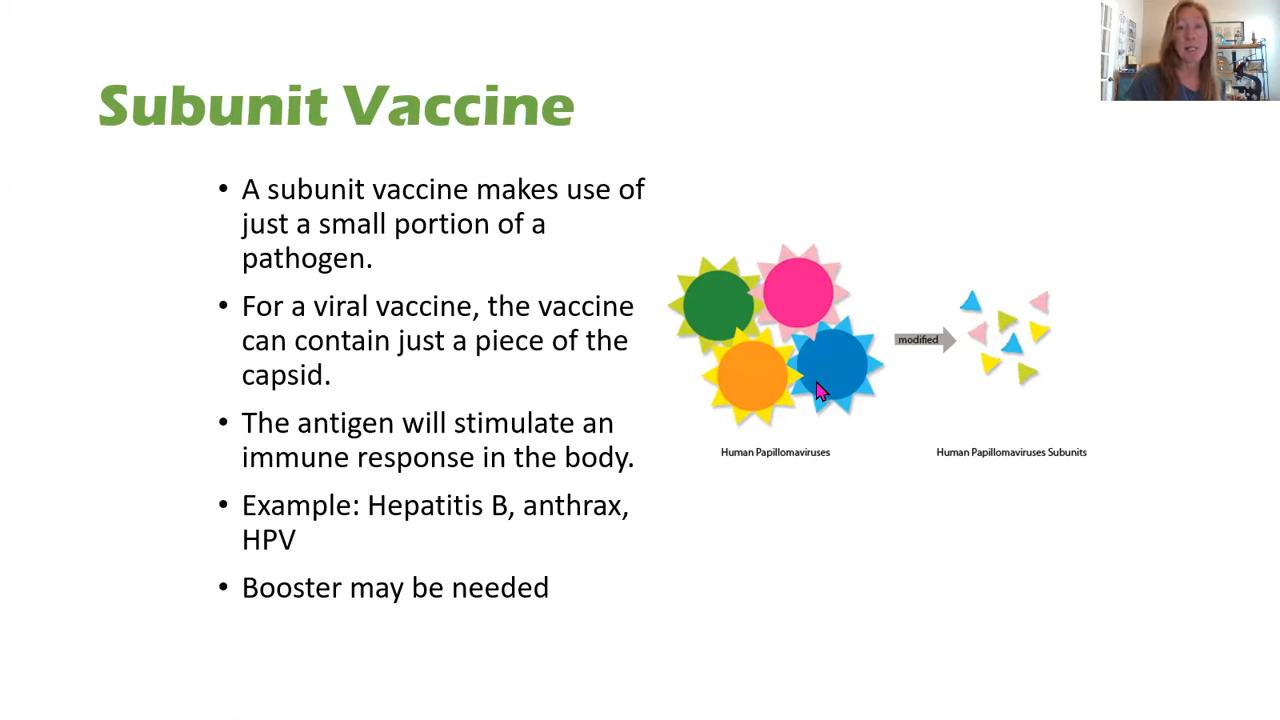 Subunit Vaccine
• A subunit vaccine makes use of
just a small portion of a
pathogen.
• For a viral vaccine, the vaccine
can contain just a piece of the
capsid.
• The antigen will stimulate an
immune response in the body.
• Example: Hepatitis B, anthrax,
HPV
• Booster may be needed
modified
Human Papillomaviruses
Human Papillomaviruses Subunits